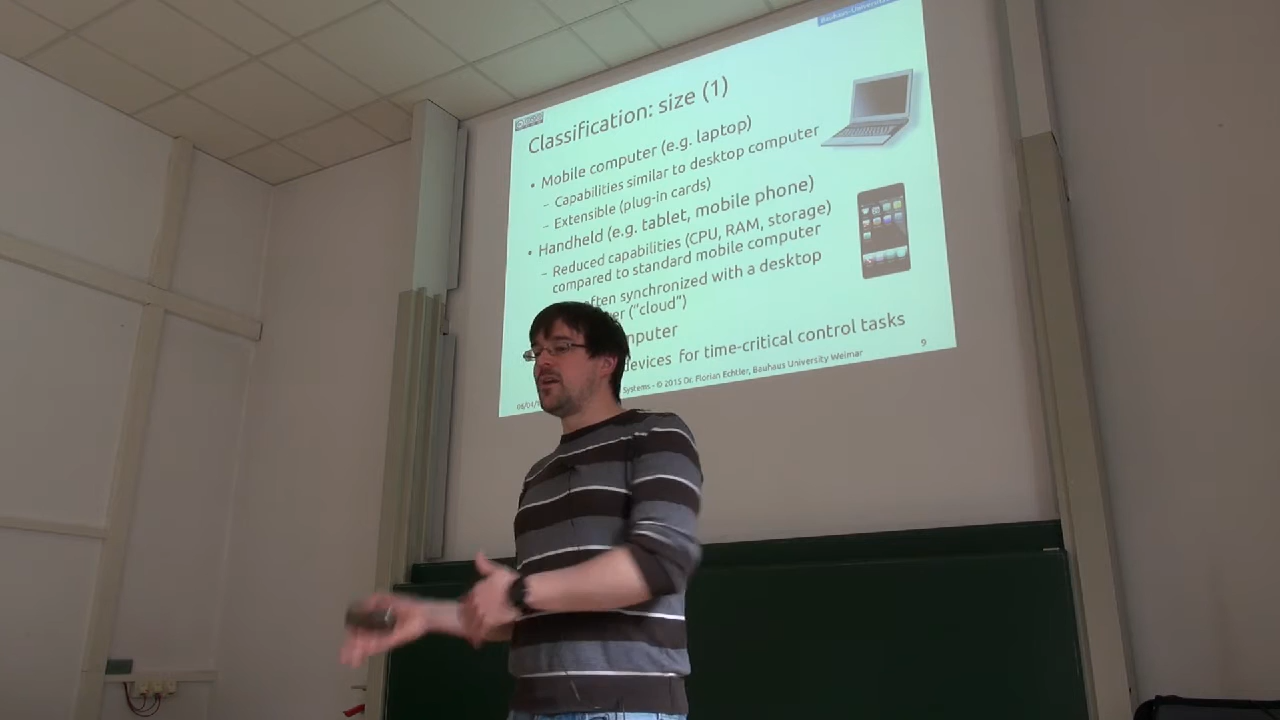 Bauhaus-Universität
Classification: size (1)
• Mobile computer (e.g. laptop)
– Capabilities similar to desktop computer
– Extensible (plug-in cards)
• Handheld (e.g. tablet, mobile phone)
– Reduced capabilities (CPU, RAM, storage)
compared to standard mobile computer
often synchronized with a desktop
("cloud")
devices for time-critical control tasks
Systems - © 2015 Dr. Florian Echtler, Bauhaus University Weimar
9